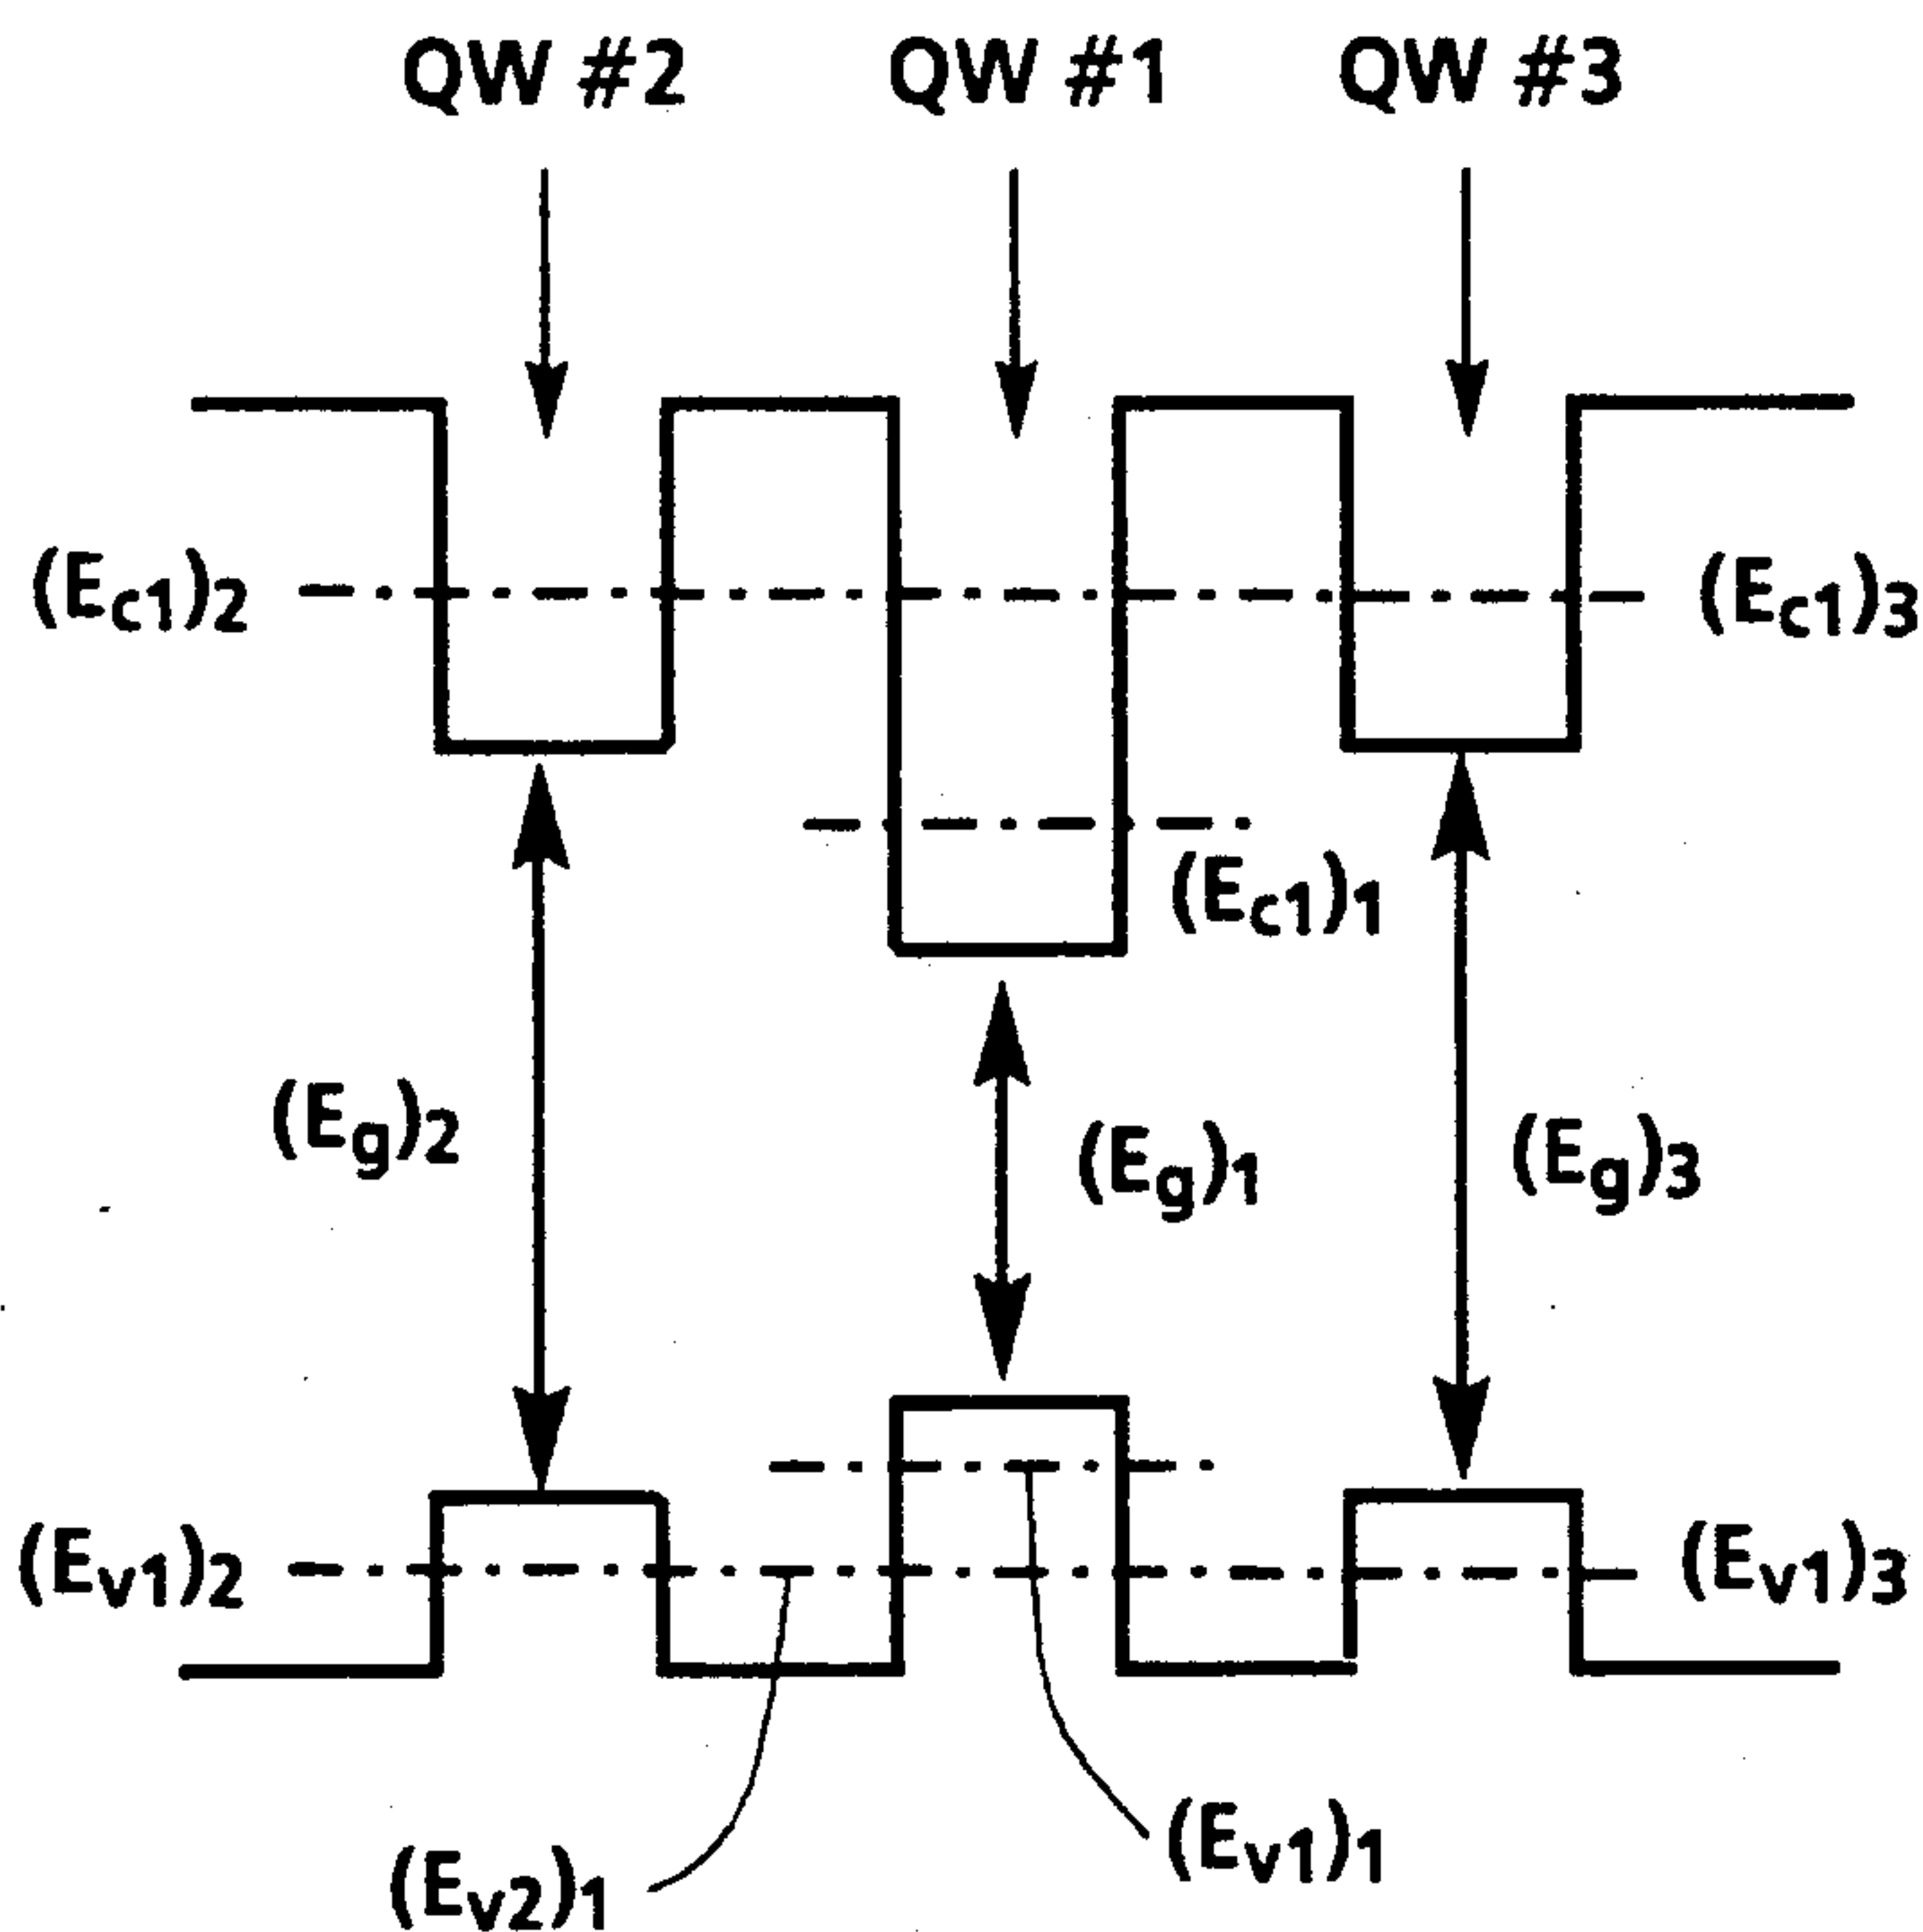 QW #2 QW #1 QW #3
(Ec1)2 (Ec1)3
(Ec1)1
(Eg)2 (Eg)1 (Eg)3
(Ev1)2 (Ev1)3
(Ev2)1 (Ev1)1